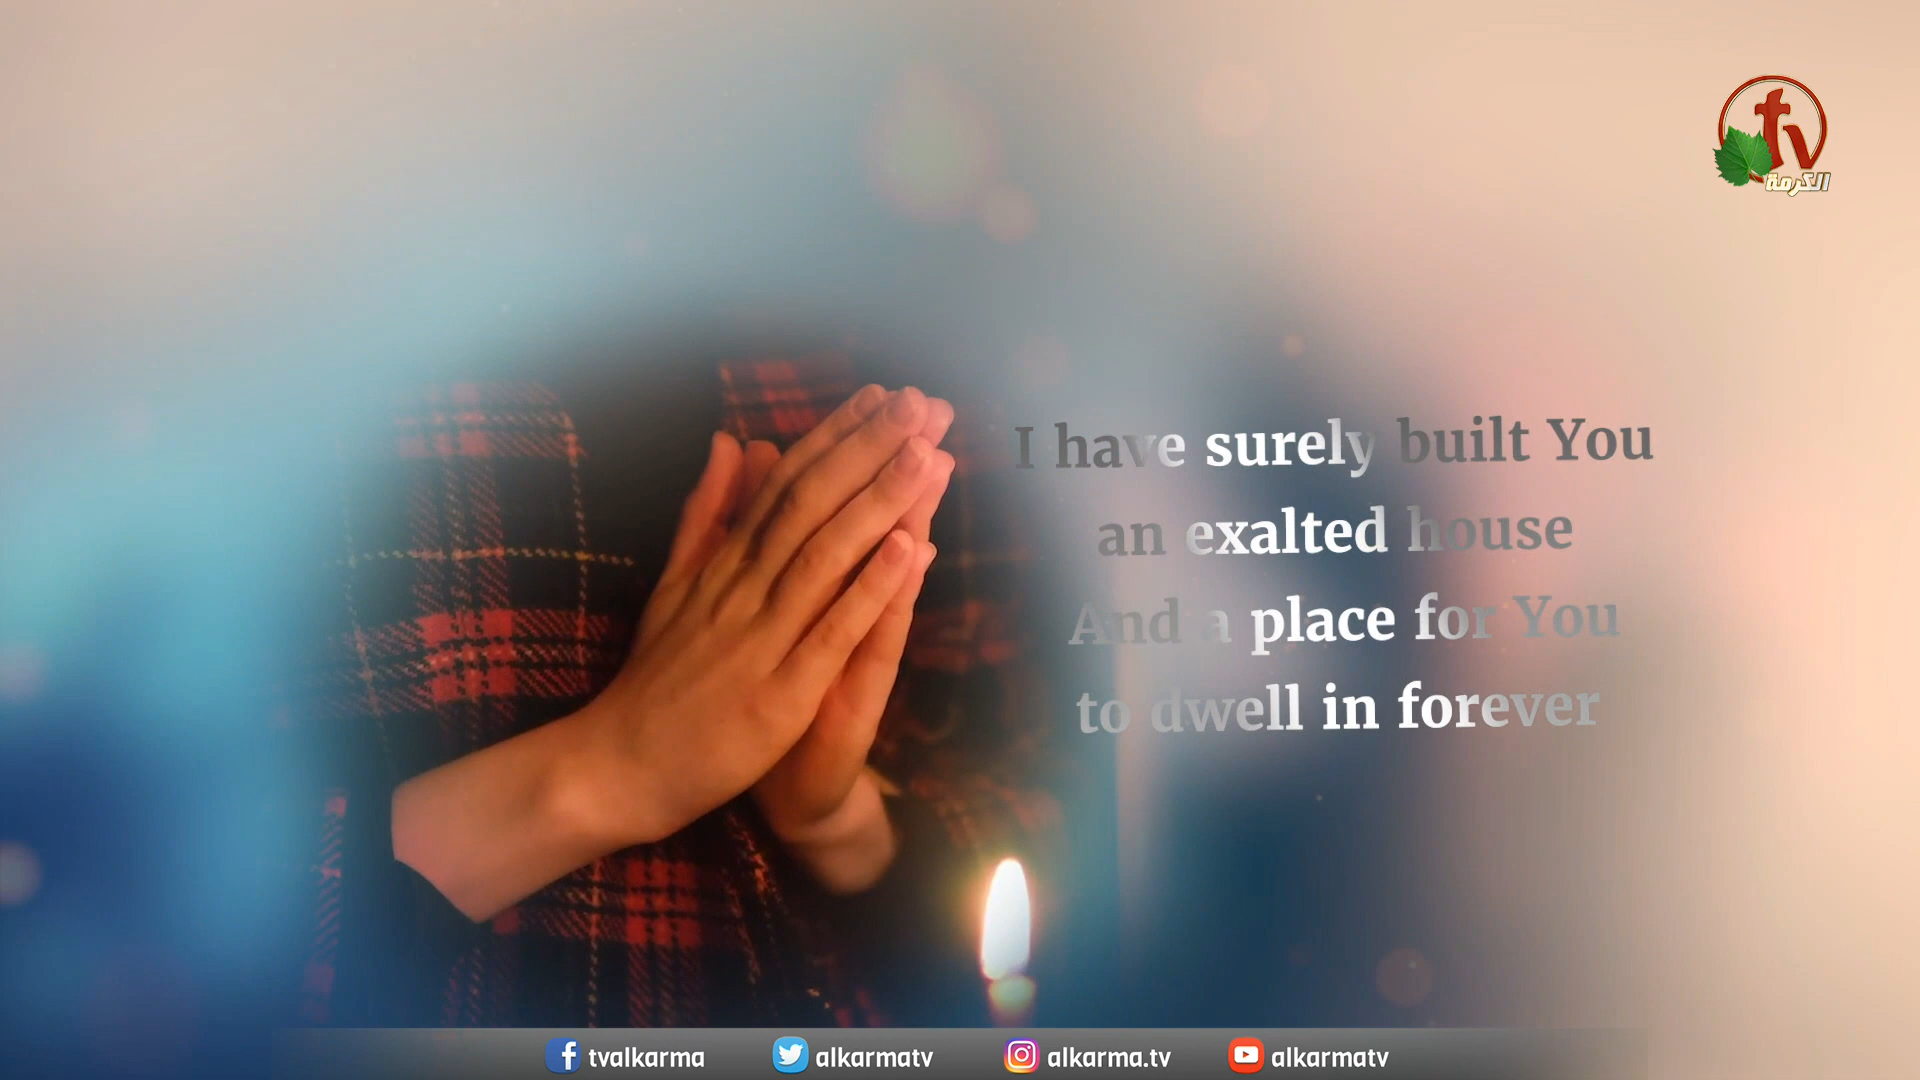 tv
الكرمة
I have surely built You
an exalted house
And a place for You
to dwell in forever
tvalkarma alkarmatv alkarma.tv alkarmatv